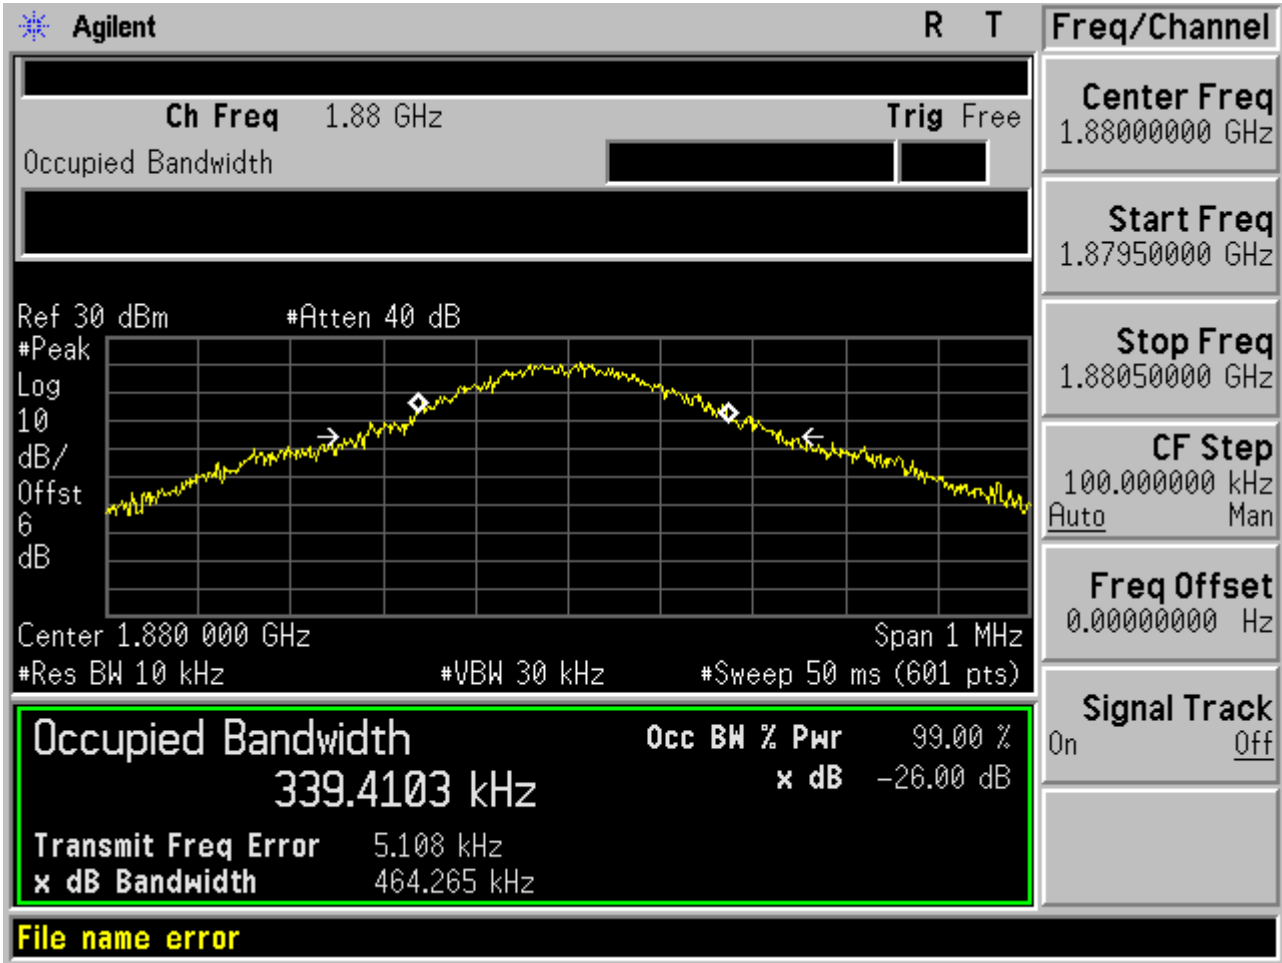 Agilent R T Freq/Channel
Ch Freq 1.88 GHz Trig Free
Occupied Bandwidth
Center Freq
1.88000000 GHz
Start Freq
1.87950000 GHz
Stop Freq
1.88050000 GHz
CF Step
100.000000 kHz
Auto Man
Freq Offset
0.00000000 Hz
Signal Track
On Off
Ref 30 dBm #Atten 40 dB
#Peak
Log
10
dB/
Offst
6
dB
Center 1.880 000 GHz Span 1 MHz
#Res BW 10 kHz #VBW 30 kHz #Sweep 50 ms (601 pts)
Occupied Bandwidth Occ BW % Pwr 99.00 %
339.4103 kHz x dB -26.00 dB
Transmit Freq Error 5.108 kHz
x dB Bandwidth 464.265 kHz
File name error